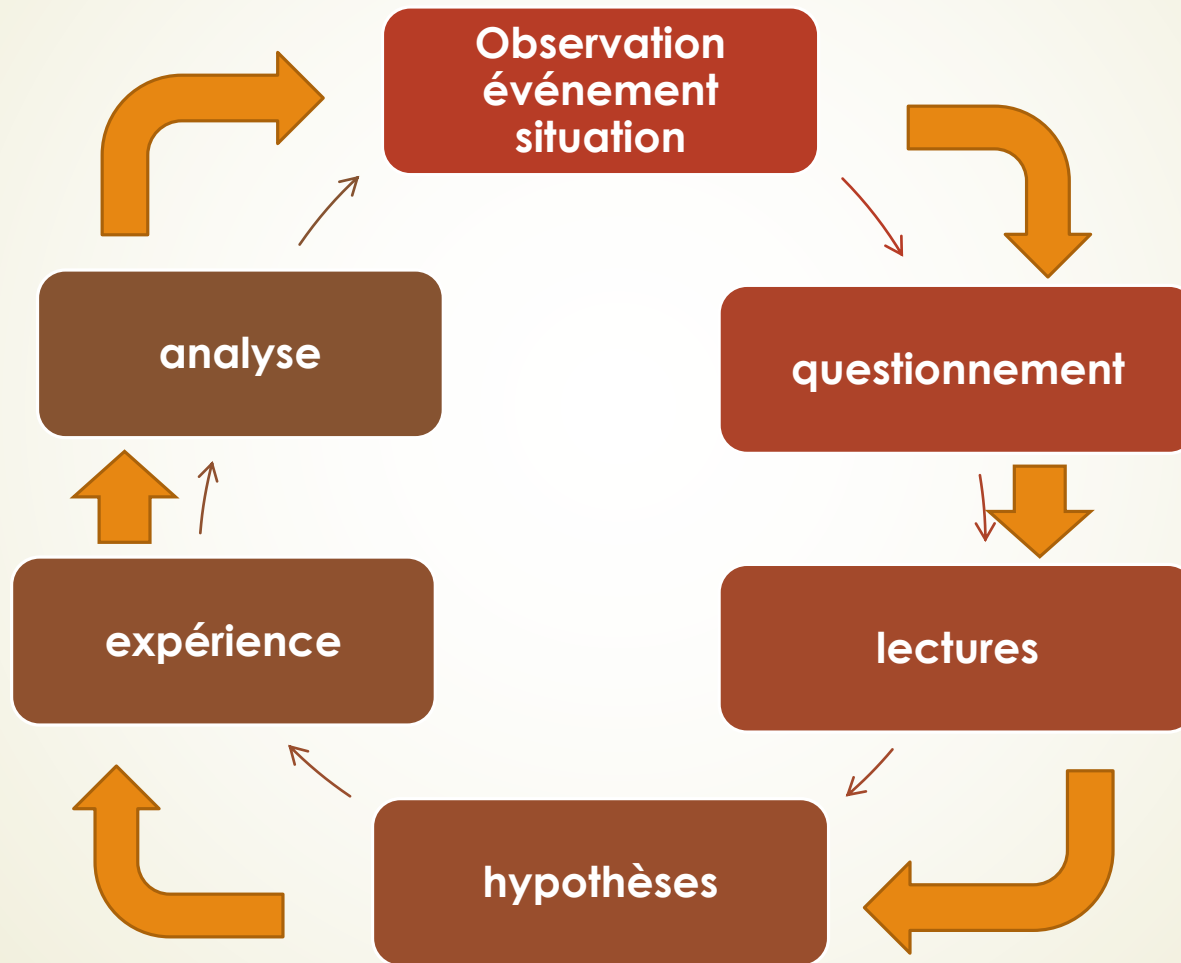 Observation
événement
situation
questionnement
lectures
hypothèses
expérience
analyse